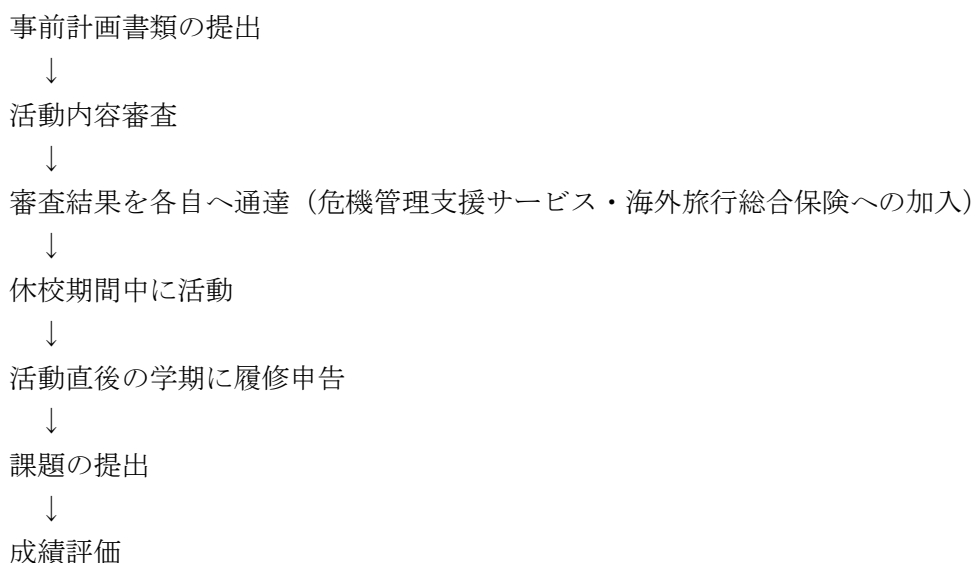 事前計画書類の提出
↓
活動内容審査
↓
審査結果を各自へ通達（危機管理支援サービス・海外旅行総合保険への加入）
↓
休校期間中に活動
↓
活動直後の学期に履修申告
↓
課題の提出
↓
成績評価